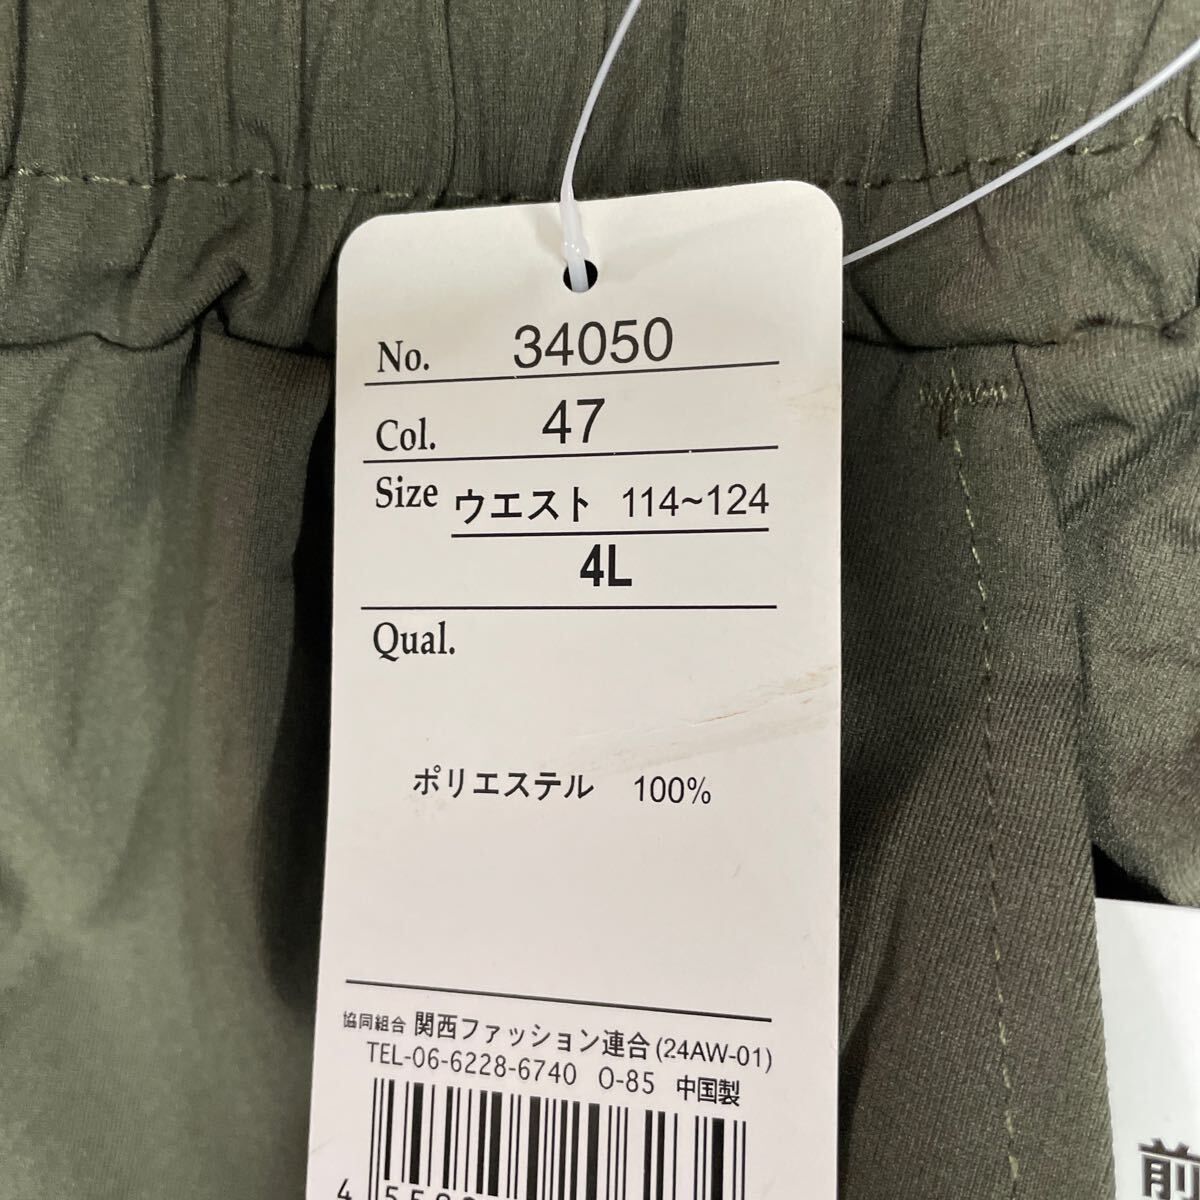 No. 34050
Col. 47
Size ウエスト 114~124
4L
Qual.
ポリエステル 100%
協同組合 関西ファッション連合 (24AW-01)
TEL-06-6228-6740 O-85 中国製
前